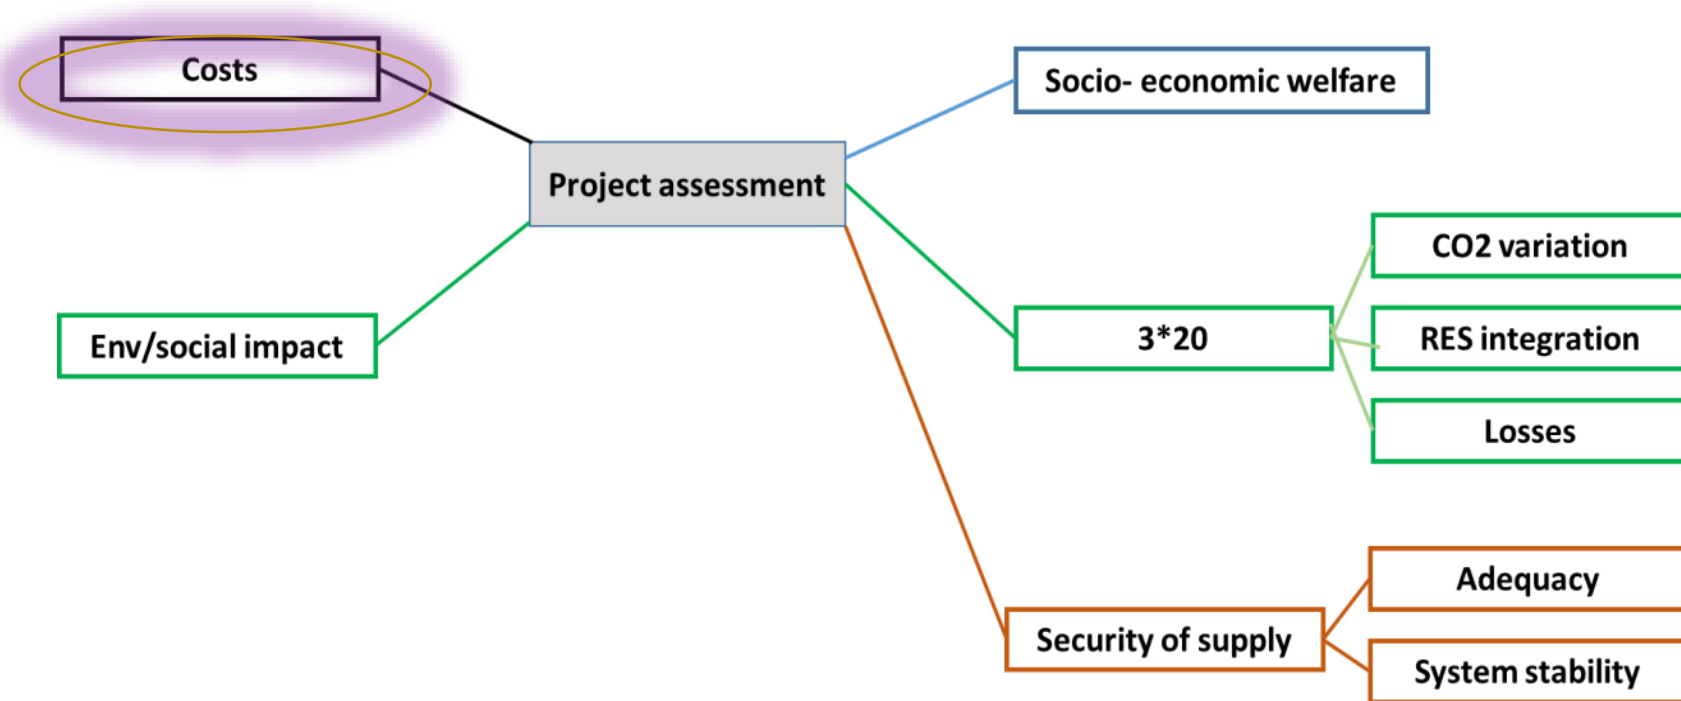 Costs
Socio- economic welfare
Project assessment
CO2 variation
Env/social impact
3*20
RES integration
Losses
Adequacy
Security of supply
System stability